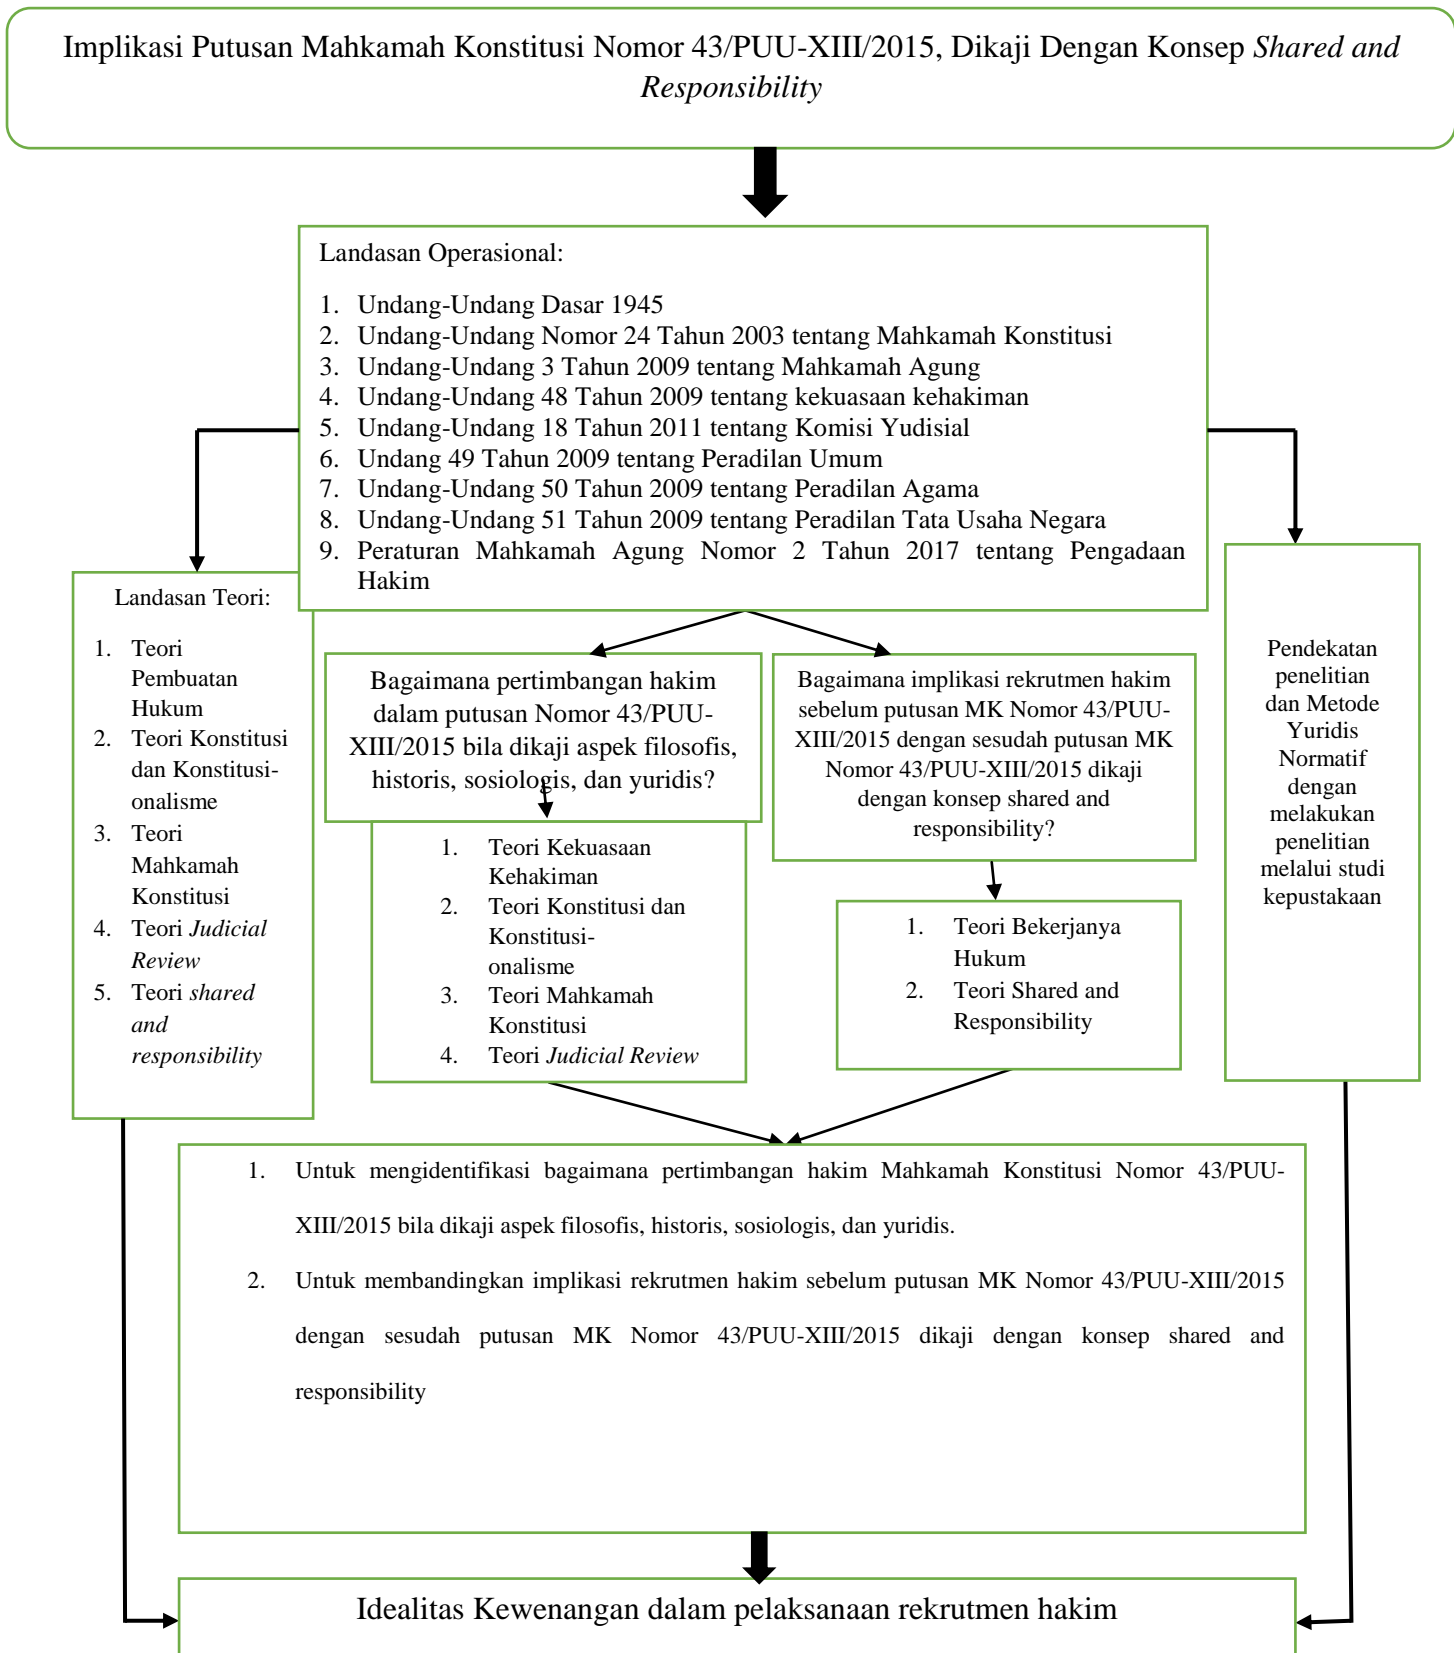 Implikasi Putusan Mahkamah Konstitusi Nomor 43/PUU-XIII/2015, Dikaji Dengan Konsep Shared and
Responsibility
Landasan Operasional:
1. Undang-Undang Dasar 1945
2. Undang-Undang Nomor 24 Tahun 2003 tentang Mahkamah Konstitusi
3. Undang-Undang 3 Tahun 2009 tentang Mahkamah Agung
4. Undang-Undang 48 Tahun 2009 tentang kekuasaan kehakiman
5. Undang-Undang 18 Tahun 2011 tentang Komisi Yudisial
6. Undang 49 Tahun 2009 tentang Peradilan Umum
7. Undang-Undang 50 Tahun 2009 tentang Peradilan Agama
8. Undang-Undang 51 Tahun 2009 tentang Peradilan Tata Usaha Negara
9. Peraturan Mahkamah Agung Nomor 2 Tahun 2017 tentang Pengadaan
Hakim
Landasan Teori:
1. Teori
Pembuatan
Hukum
2. Teori Konstitusi
dan Konstitusi-
onalisme
3. Teori
Mahkamah
Konstitusi
4. Teori Judicial
Review
5. Teori shared
and
responsibility
Bagaimana pertimbangan hakim
dalam putusan Nomor 43/PUU-
XIII/2015 bila dikaji aspek filosofis,
historis, sosiologis, dan yuridis?
Bagaimana implikasi rekrutmen hakim
sebelum putusan MK Nomor 43/PUU-
XIII/2015 dengan sesudah putusan MK
Nomor 43/PUU-XIII/2015 dikaji
dengan konsep shared and
responsibility?
Pendekatan
penelitian
dan Metode
Yuridis
Normatif
dengan
melakukan
penelitian
melalui studi
kepustakaan
1. Teori Kekuasaan
Kehakiman
2. Teori Konstitusi dan
Konstitusi-
onalisme
3. Teori Mahkamah
Konstitusi
4. Teori Judicial Review
1. Teori Bekerjanya
Hukum
2. Teori Shared and
Responsibility
1. Untuk mengidentifikasi bagaimana pertimbangan hakim Mahkamah Konstitusi Nomor 43/PUU-
XIII/2015 bila dikaji aspek filosofis, historis, sosiologis, dan yuridis.
2. Untuk membandingkan implikasi rekrutmen hakim sebelum putusan MK Nomor 43/PUU-XIII/2015
dengan sesudah putusan MK Nomor 43/PUU-XIII/2015 dikaji dengan konsep shared and
responsibility
Idealitas Kewenangan dalam pelaksanaan rekrutmen hakim